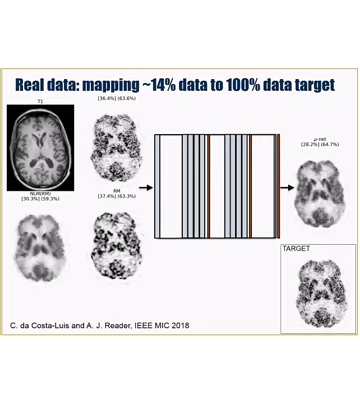 Real data: mapping ~14% data to 100% data target
T1
[36.4%] (63.6%)
μ-net
[28.2%] (64.7%)
NLM(RM)
[30.3%] (59.3%)
RM
[37.4%] (63.3%)
TARGET
C. da Costa-Luis and A. J. Reader, IEEE MIC 2018